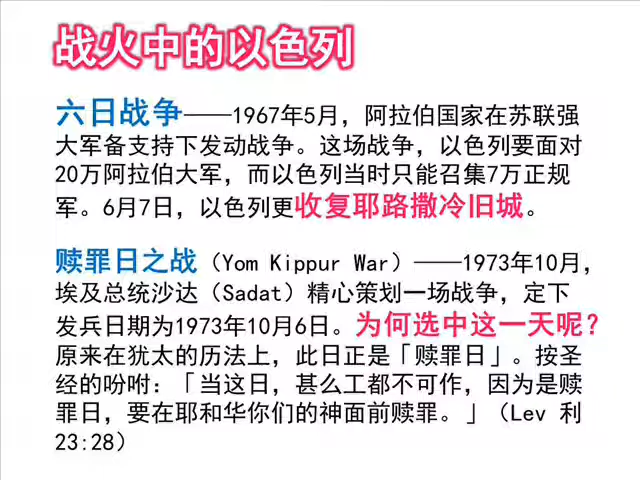 战火中的以色列
六日战争——1967年5月，阿拉伯国家在苏联强
大军备支持下发动战争。这场战争，以色列要面对
20万阿拉伯大军，而以色列当时只能召集7万正规
军。6月7日，以色列更收复耶路撒冷旧城。
赎罪日之战（Yom Kippur War）——1973年10月，
埃及总统沙达（Sadat）精心策划一场战争，定下
发兵日期为1973年10月6日。为何选中这一天呢？
原来在犹太的历法上，此日正是「赎罪日」。按圣
经的吩咐：「当这日，甚么工都不可作，因为是赎
罪日，要在耶和华你们的神面前赎罪。」（Lev 利
23:28）